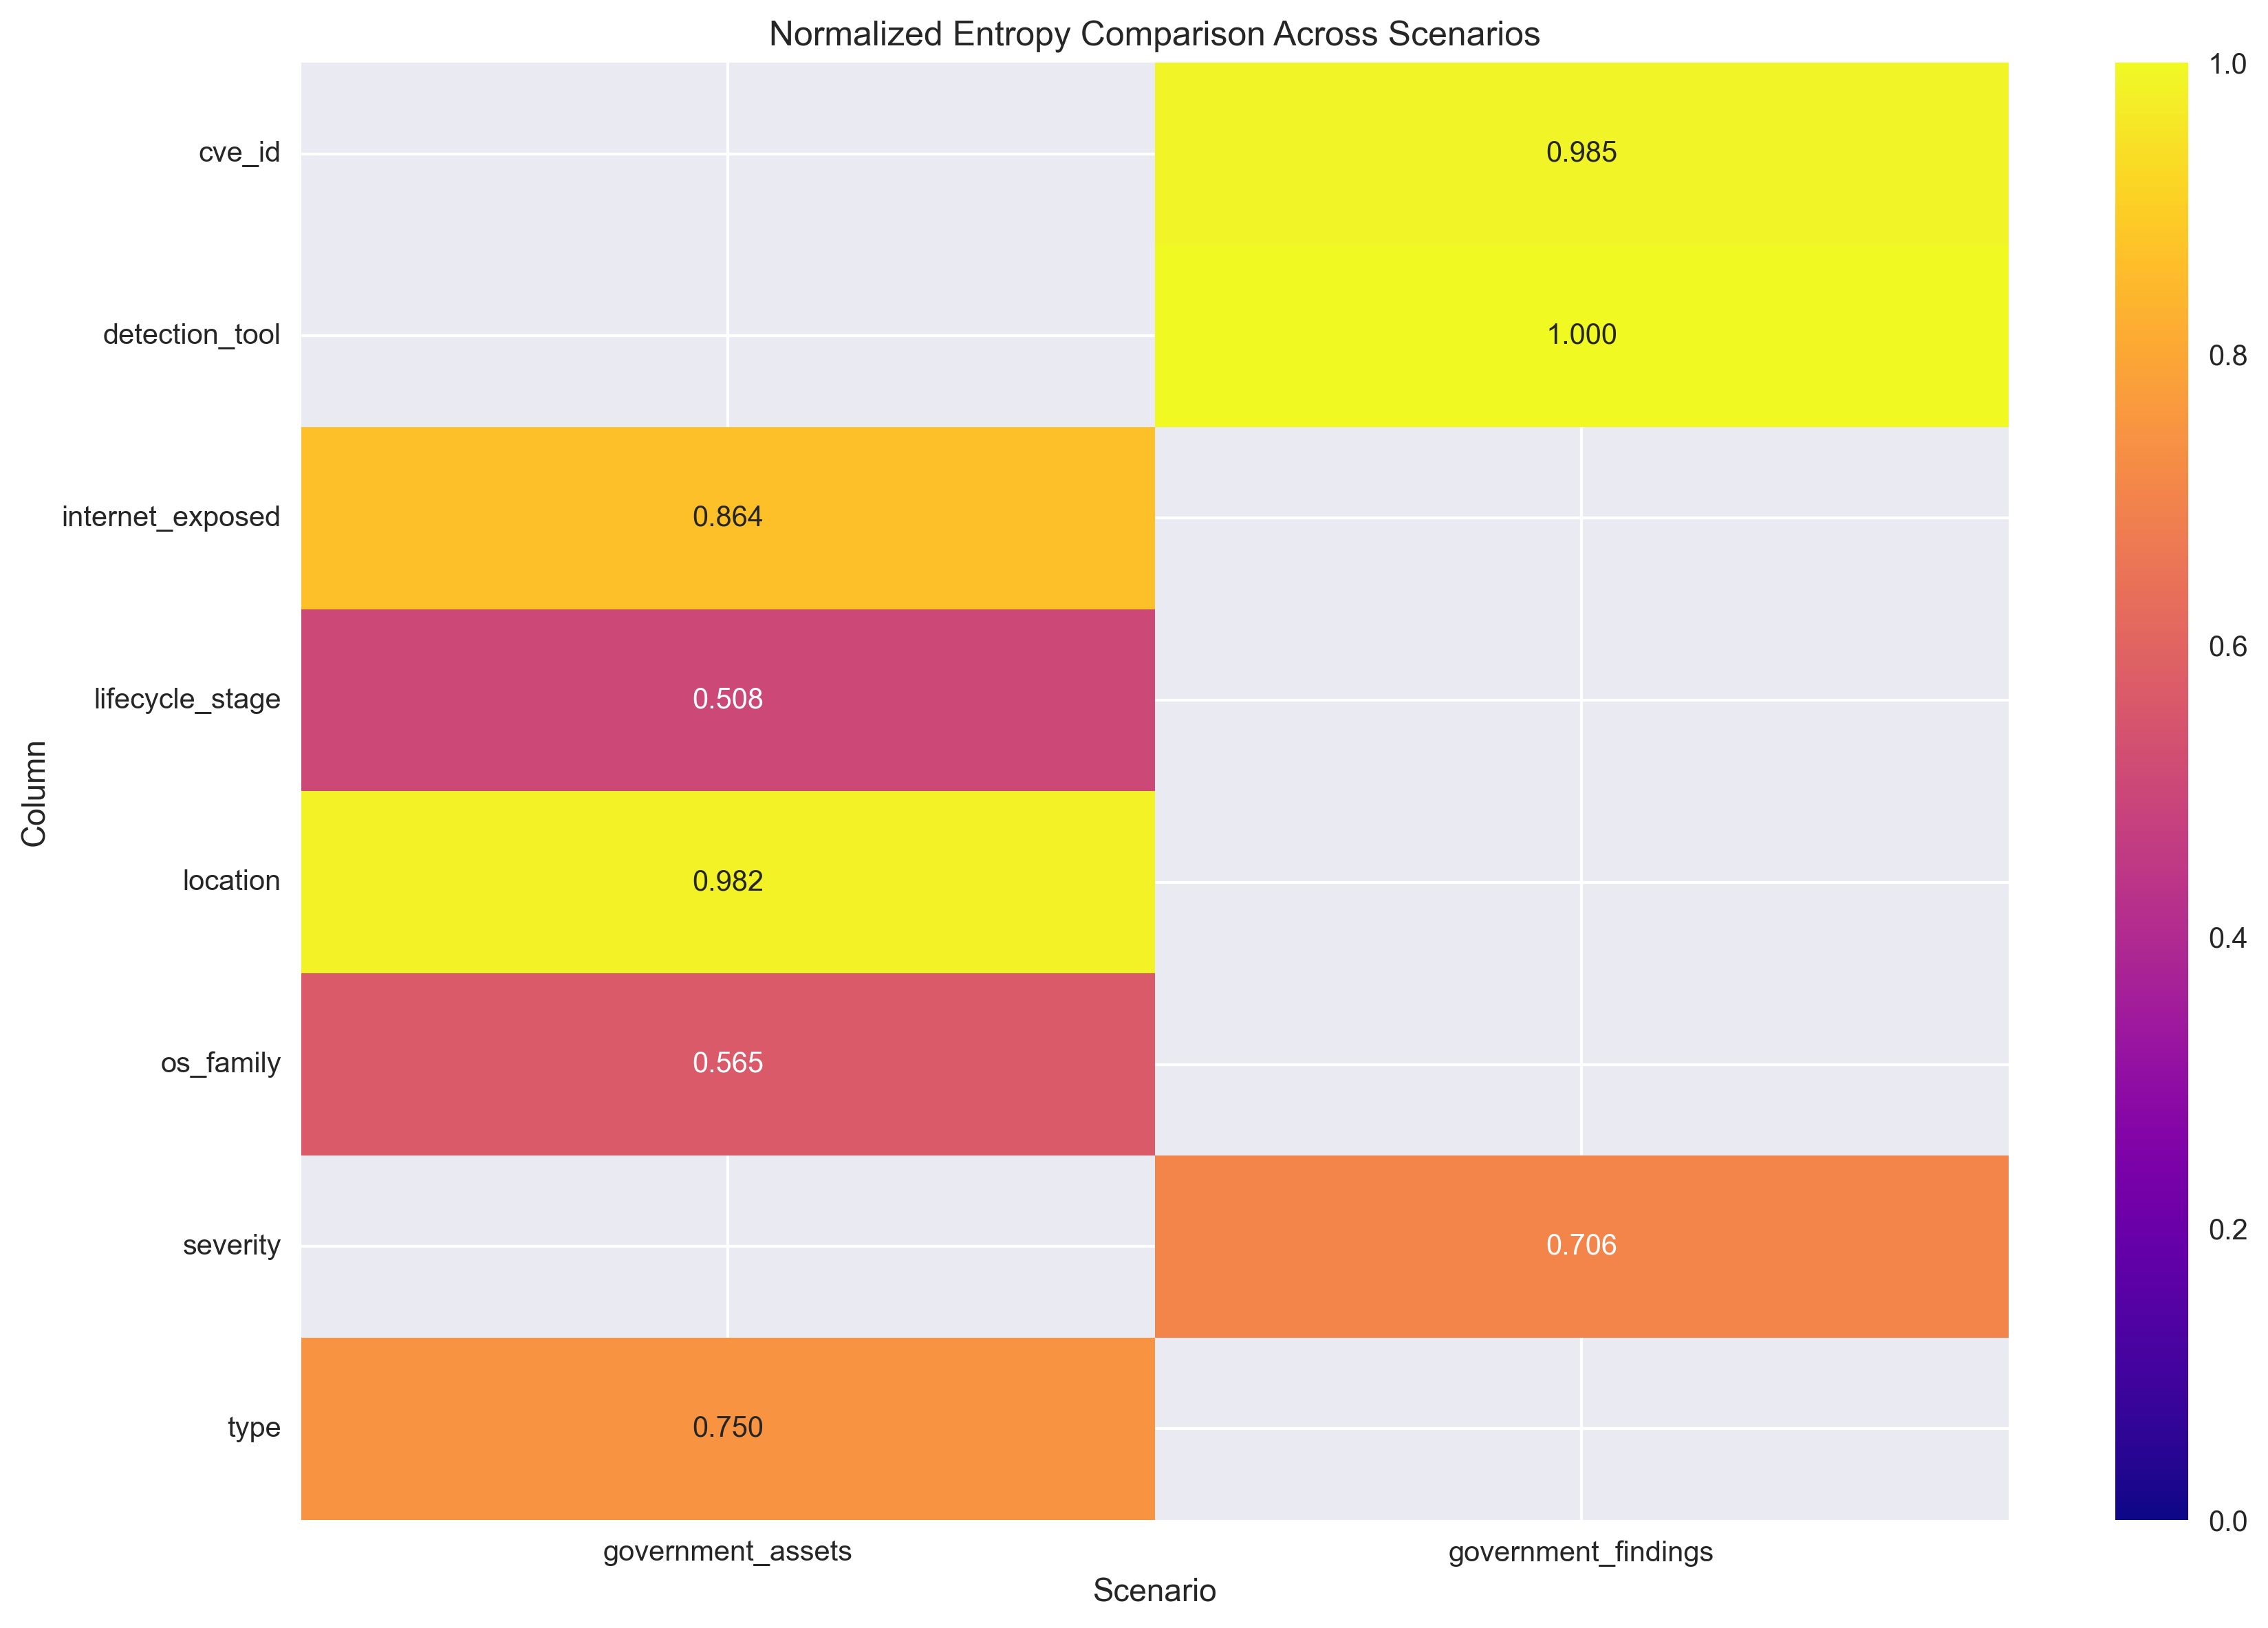 Normalized Entropy Comparison Across Scenarios
Column
cve_id
0.985
detection_tool
1.000
internet_exposed
0.864
lifecycle_stage
0.508
location
0.982
os_family
0.565
severity
0.706
type
0.750
government_assets
government_findings
Scenario
1.0
0.8
0.6
0.4
0.2
0.0